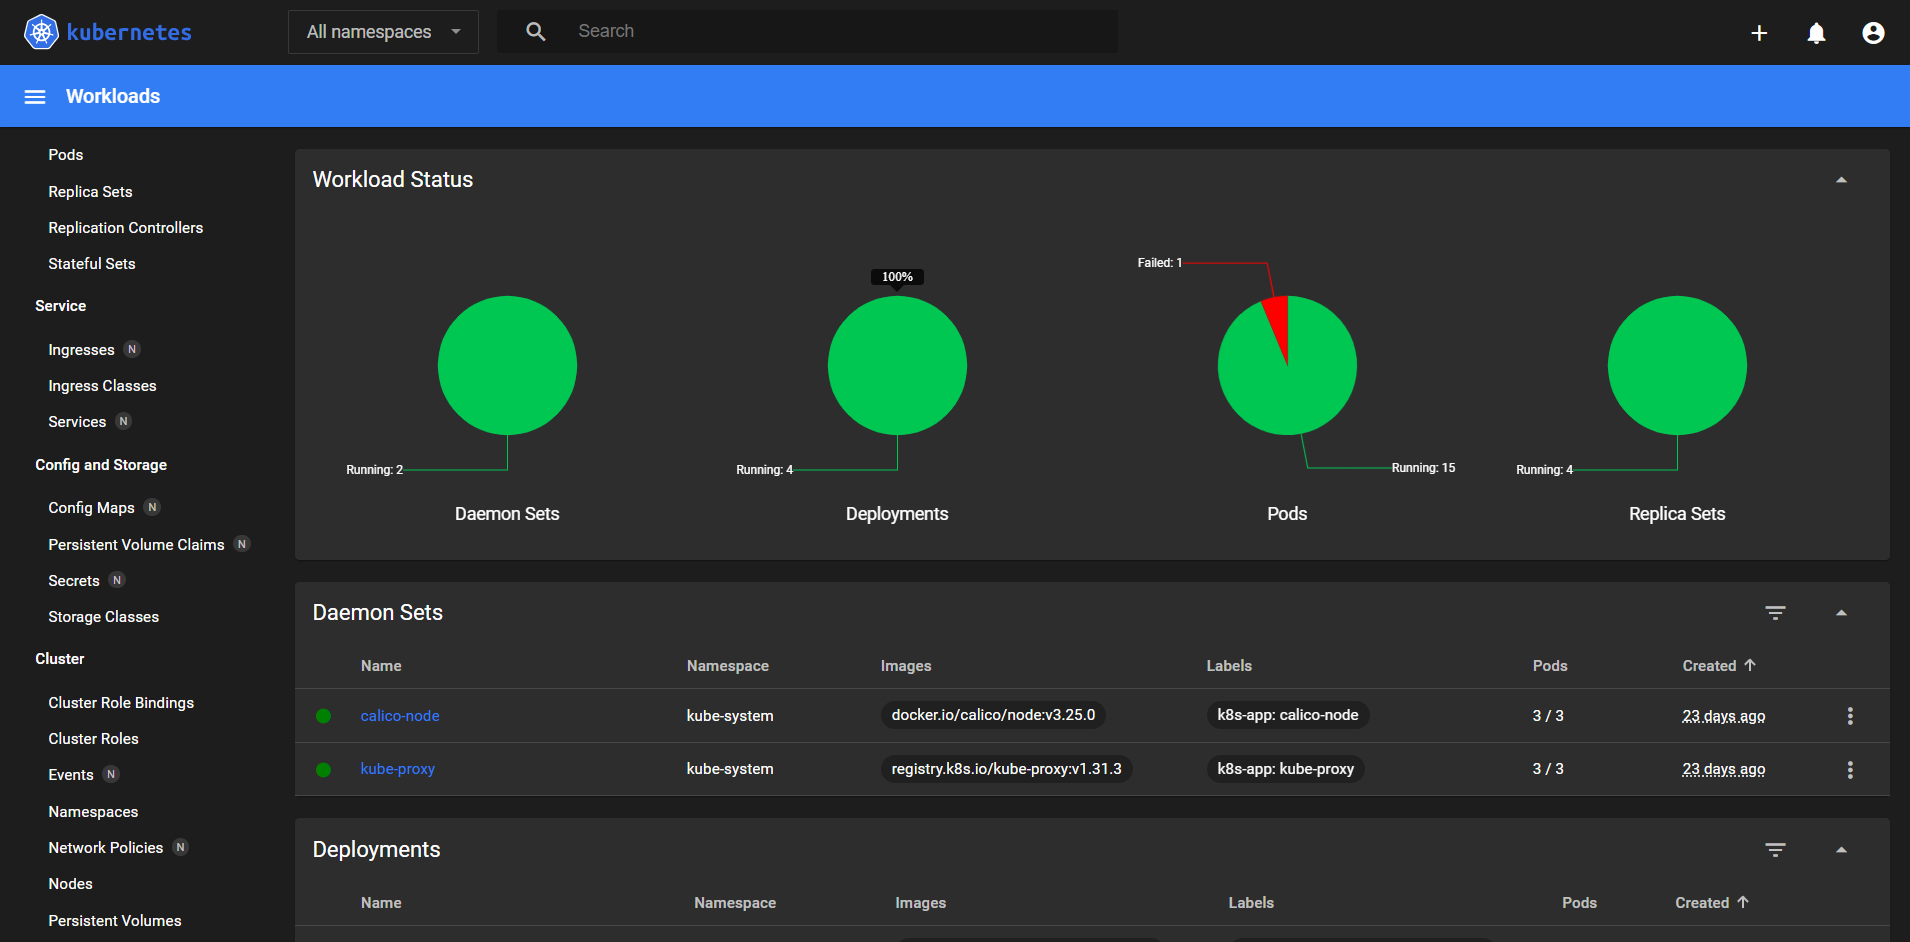 kubernetes
All namespaces
Search
Workloads
Pods
Replica Sets
Replication Controllers
Stateful Sets
Service
Ingresses N
Ingress Classes
Services N
Config and Storage
Config Maps N
Persistent Volume Claims N
Secrets N
Storage Classes
Cluster
Cluster Role Bindings
Cluster Roles
Events N
Namespaces
Network Policies N
Nodes
Persistent Volumes
Workload Status
Running: 2
Daemon Sets
100%
Running: 4
Deployments
Failed: 1
Running: 15
Pods
Running: 4
Replica Sets
Daemon Sets
Name Namespace Images Labels Pods Created
calico-node kube-system docker.io/calico/node:v3.25.0 k8s-app: calico-node 3 / 3 23 days ago
kube-proxy kube-system registry.k8s.io/kube-proxy:v1.31.3 k8s-app: kube-proxy 3 / 3 23 days ago
Deployments
Name Namespace Images Labels Pods Created